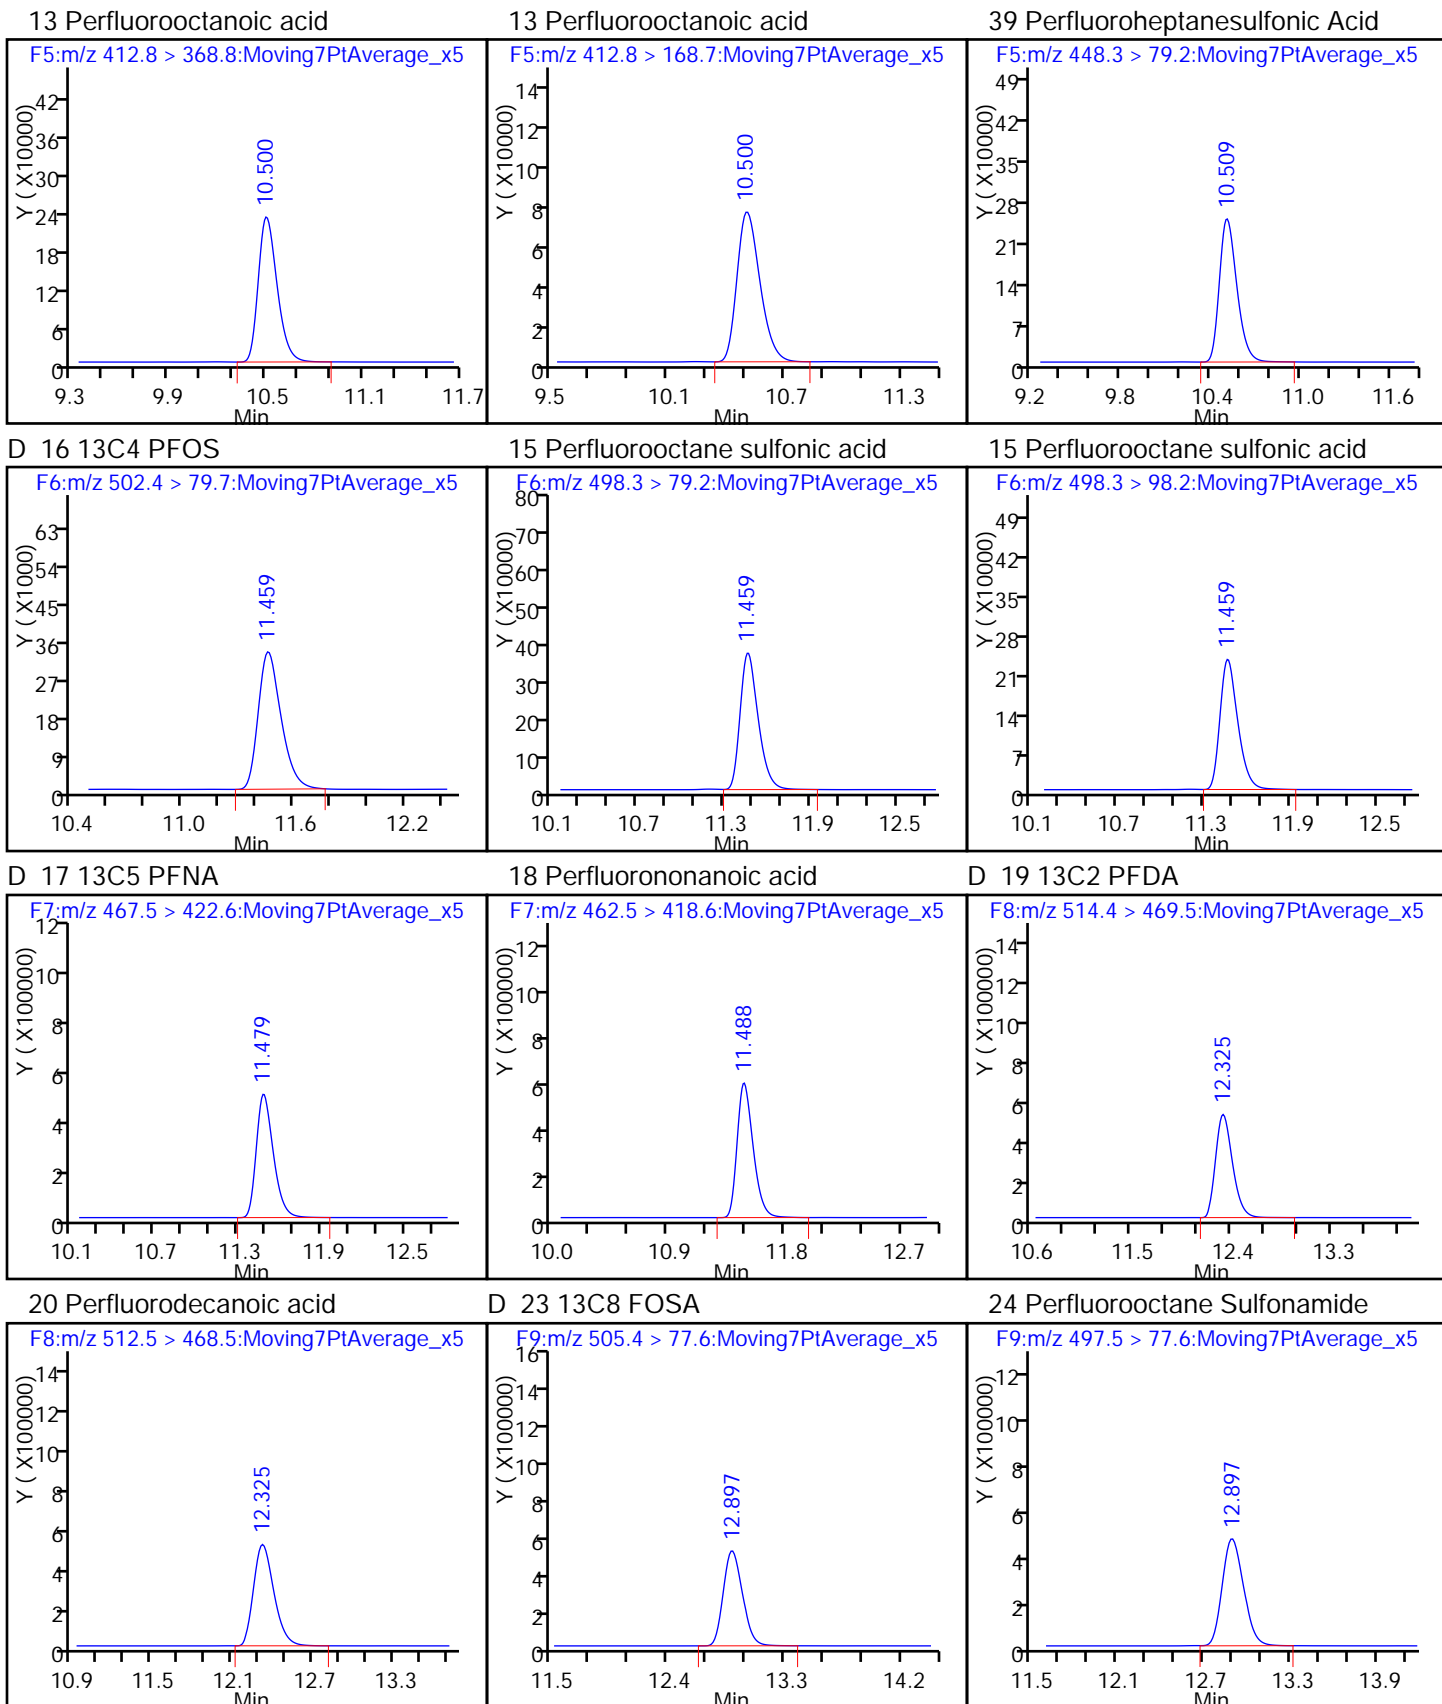 13 Perfluorooctanoic acid
F5:m/z 412.8 > 368.8:Moving7PtAverage_x5
Y ( X10000)
42
36
30
24
18
12
6
0
10.500
9.3 9.9 10.5 11.1 11.7
Min
13 Perfluorooctanoic acid
F5:m/z 412.8 > 168.7:Moving7PtAverage_x5
Y ( X10000)
14
12
10
8
6
4
2
0
10.500
9.5 10.1 10.7 11.3
Min
39 Perfluoroheptanesulfonic Acid
F5:m/z 448.3 > 79.2:Moving7PtAverage_x5
Y ( X10000)
49
42
35
28
21
14
7
0
10.509
9.2 9.8 10.4 11.0 11.6
Min
D 16 13C4 PFOS
F6:m/z 502.4 > 79.7:Moving7PtAverage_x5
Y ( X10000)
63
54
45
36
27
18
9
0
11.459
10.4 11.0 11.6 12.2
Min
15 Perfluorooctane sulfonic acid
F6:m/z 498.3 > 79.2:Moving7PtAverage_x5
Y ( X10000)
80
70
60
50
40
30
20
10
0
11.459
10.1 10.7 11.3 11.9 12.5
Min
15 Perfluorooctane sulfonic acid
F6:m/z 498.3 > 98.2:Moving7PtAverage_x5
Y ( X10000)
49
42
35
28
21
14
7
0
11.459
10.1 10.7 11.3 11.9 12.5
Min
D 17 13C5 PFNA
F7:m/z 467.5 > 422.6:Moving7PtAverage_x5
Y ( X100000)
12
10
8
6
4
2
0
11.479
10.1 10.7 11.3 11.9 12.5
Min
18 Perfluorononanoic acid
F7:m/z 462.5 > 418.6:Moving7PtAverage_x5
Y ( X100000)
12
10
8
6
4
2
0
11.488
10.0 10.9 11.8 12.7
Min
D 19 13C2 PFDA
F8:m/z 514.4 > 469.5:Moving7PtAverage_x5
Y ( X100000)
14
12
10
8
6
4
2
0
12.325
10.6 11.5 12.4 13.3
Min
20 Perfluorodecanoic acid
F8:m/z 512.5 > 468.5:Moving7PtAverage_x5
Y ( X100000)
14
12
10
8
6
4
2
0
12.325
10.9 11.5 12.1 12.7 13.3
Min
D 23 13C8 FOSA
F9:m/z 505.4 > 77.6:Moving7PtAverage_x5
Y ( X100000)
16
14
12
10
8
6
4
2
0
12.897
11.5 12.4 13.3 14.2
Min
24 Perfluorooctane Sulfonamide
F9:m/z 497.5 > 77.6:Moving7PtAverage_x5
Y ( X100000)
12
10
8
6
4
2
0
12.897
11.5 12.1 12.7 13.3 13.9
Min